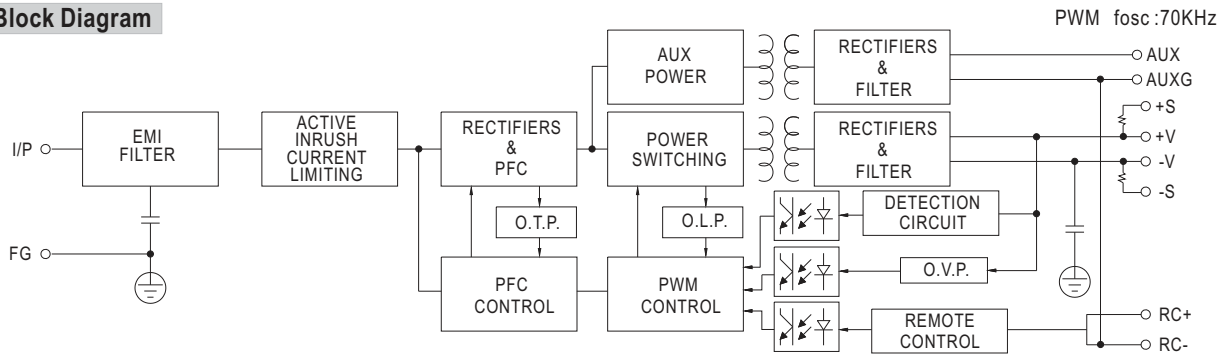 Block Diagram
PWM fosc :70KHz
AUX
POWER
RECTIFIERS
&
FILTER
AUX
AUXG
+S
+V
-V
-S
I/P
EMI
FILTER
ACTIVE
INRUSH
CURRENT
LIMITING
RECTIFIERS
&
PFC
POWER
SWITCHING
RECTIFIERS
&
FILTER
O.T.P.
O.L.P.
DETECTION
CIRCUIT
FG
PFC
CONTROL
PWM
CONTROL
O.V.P.
REMOTE
CONTROL
RC+
RC-